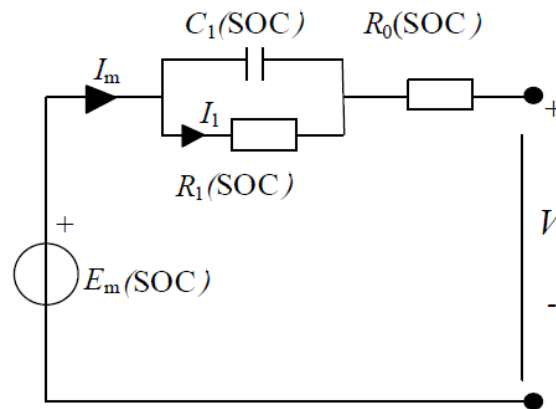 C₁(SOC)
R₀(SOC)
Iₘ
I₁
+
R₁(SOC)
+
V
Eₘ(SOC)
-